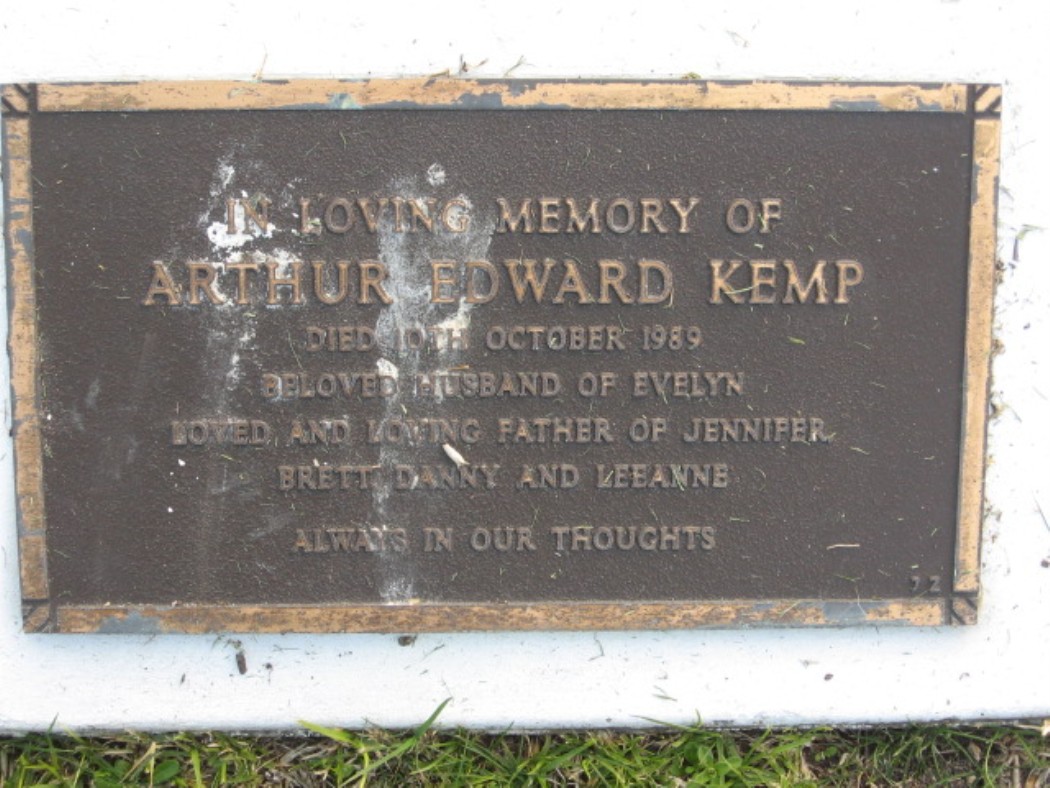 IN LOVING MEMORY OF
ARTHUR EDWARD KEMP
DIED 10TH OCTOBER 1989
BELOVED HUSBAND OF EVELYN
LOVED AND LOVING FATHER OF JENNIFER
BRETT DANNY AND LEEANNE
ALWAYS IN OUR THOUGHTS